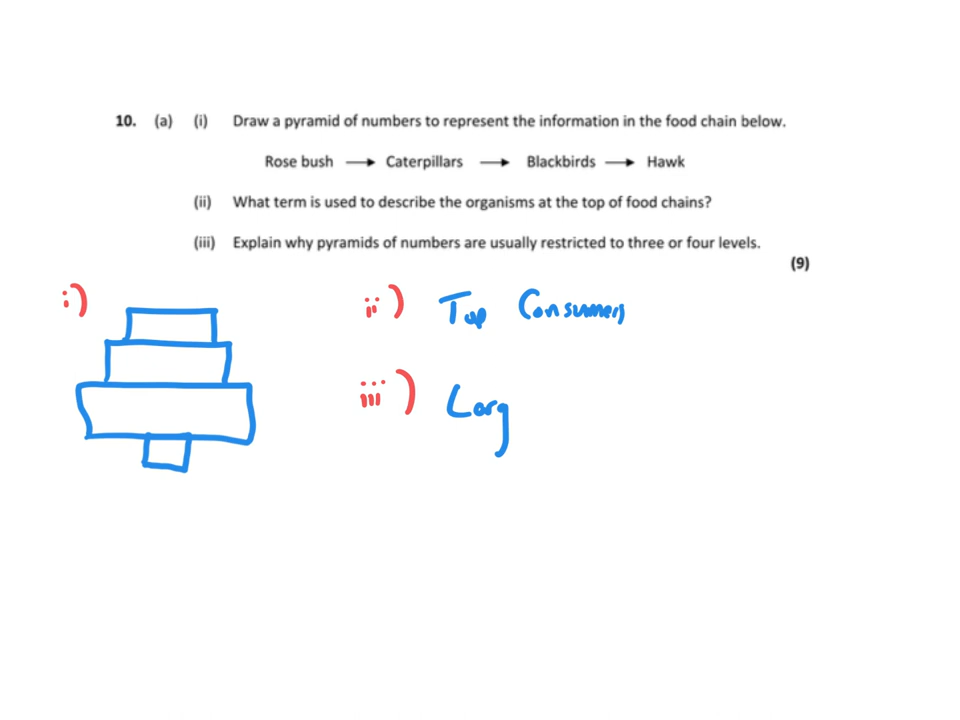 10. (a) (i) Draw a pyramid of numbers to represent the information in the food chain below.
Rose bush → Caterpillars → Blackbirds → Hawk
(ii) What term is used to describe the organisms at the top of food chains?
(iii) Explain why pyramids of numbers are usually restricted to three or four levels.
(9)
i) ii) Top Consumers
iii) Larg